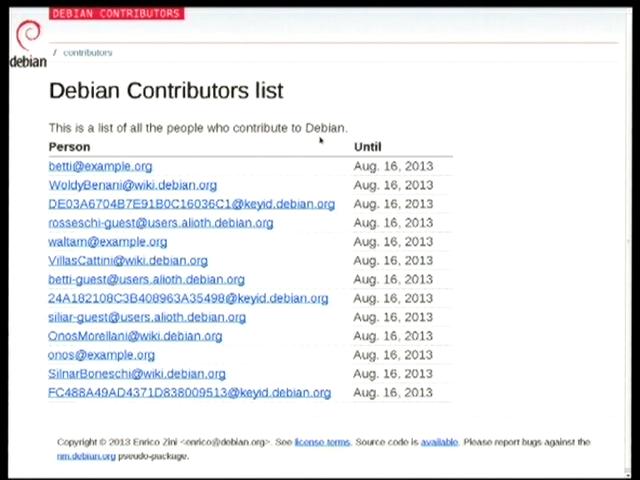 DEBIAN CONTRIBUTORS
debian
/ contributors
Debian Contributors list
This is a list of all the people who contribute to Debian.
Person Until
betti@example.org Aug. 16, 2013
WoldyBenani@wiki.debian.org Aug. 16, 2013
DE03A6704B7E91B0C16036C1@keyid.debian.org Aug. 16, 2013
rosseschi-guest@users.alioth.debian.org Aug. 16, 2013
waltam@example.org Aug. 16, 2013
VillasCattini@wiki.debian.org Aug. 16, 2013
betti-guest@users.alioth.debian.org Aug. 16, 2013
24A182108C3B408963A35498@keyid.debian.org Aug. 16, 2013
siliar-guest@users.alioth.debian.org Aug. 16, 2013
OnosMorellani@wiki.debian.org Aug. 16, 2013
onos@example.org Aug. 16, 2013
SilnarBoneschi@wiki.debian.org Aug. 16, 2013
FC488A49AD4371D838009513@keyid.debian.org Aug. 16, 2013
Copyright © 2013 Enrico Zini <enrico@debian.org>. See license terms. Source code is available. Please report bugs against the
nm.debian.org pseudo-package.